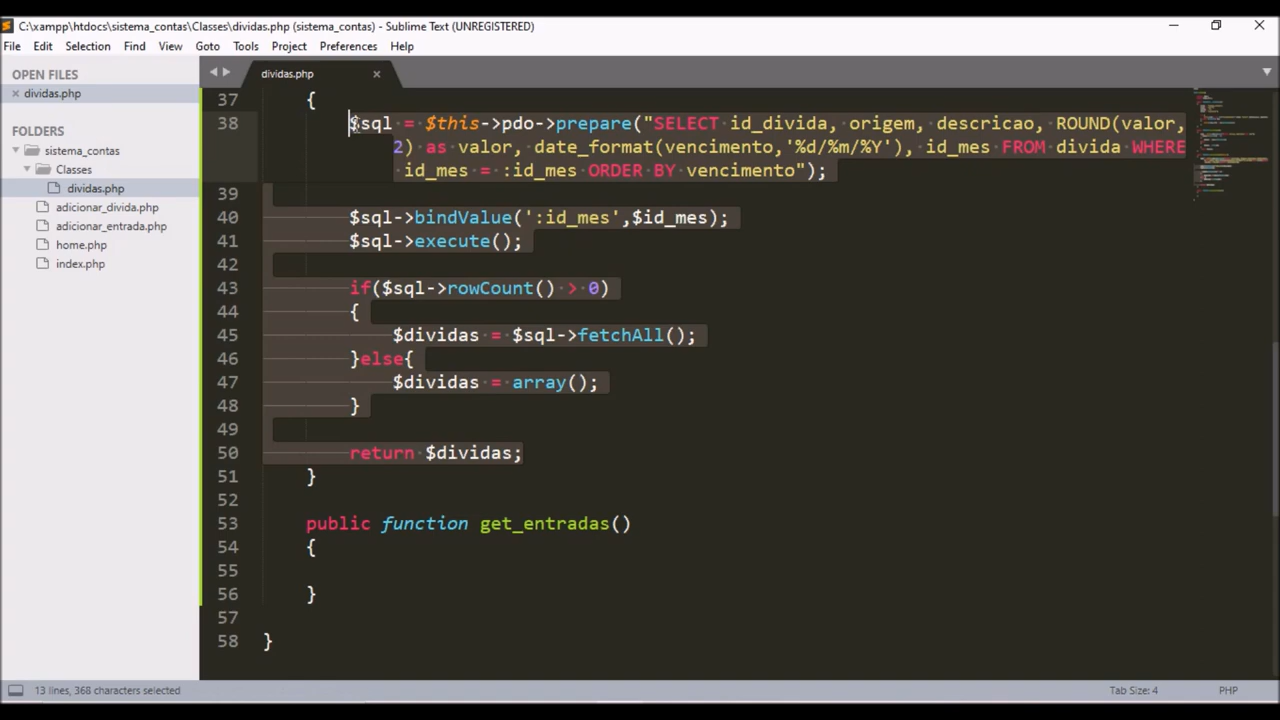 C:\xampp\htdocs\sistema_contas\Classes\dividas.php (sistema_contas) - Sublime Text (UNREGISTERED)
File Edit Selection Find View Goto Tools Project Preferences Help
OPEN FILES
dividas.php
FOLDERS
sistema_contas
Classes
dividas.php
adicionar_divida.php
adicionar_entrada.php
home.php
index.php
dividas.php
37 {
38 $sql = $this->pdo->prepare("SELECT id_divida, origem, descricao, ROUND(valor,
2) as valor, date_format(vencimento,'%d/%m/%Y'), id_mes FROM divida WHERE
id_mes = :id_mes ORDER BY vencimento");
39
40 $sql->bindValue(':id_mes',$id_mes);
41 $sql->execute();
42
43 if($sql->rowCount() > 0)
44 {
45 $dividas = $sql->fetchAll();
46 }else{
47 $dividas = array();
48 }
49
50 return $dividas;
51 }
52
53 public function get_entradas()
54 {
55
56 }
57
58 }
13 lines, 368 characters selected
Tab Size: 4
PHP